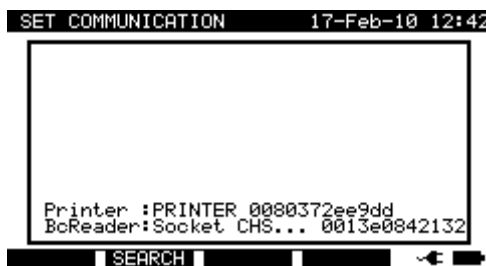 SET COMMUNICATION 17-Feb-10 12:42
Printer :PRINTER 0080372ee9dd
BcReader:Socket CHS... 0013e0842132
SEARCH